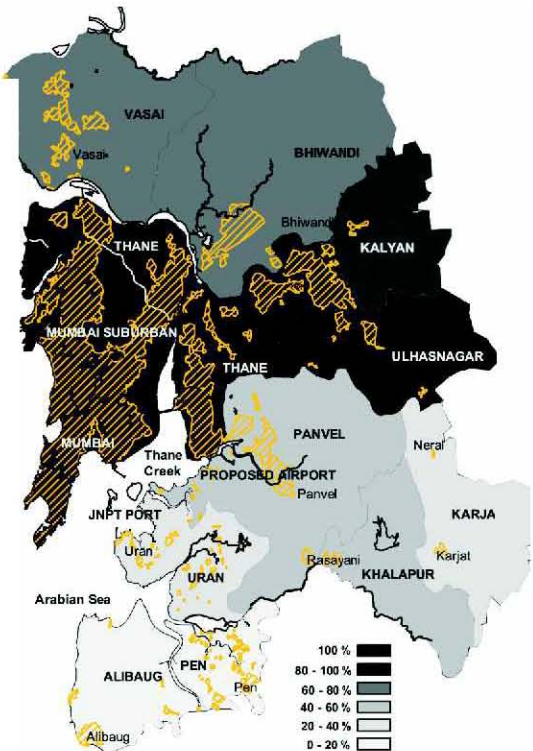 VASAI
Vasai
BHIWANDI
Bhiwandi
THANE
KALYAN
MUMBAI SUBURBAN
THANE
ULHASNAGAR
MUMBAI
PANVEL
Neral
Thane
Creek
PROPOSED AIRPORT
Panvel
JNPT PORT
KARJA
Uran
Rasayani
Karjat
KHALAPUR
URAN
Arabian Sea
ALIBAUG
PEN
Pen
Alibaug
100 %
80 - 100 %
60 - 80 %
40 - 60 %
20 - 40 %
0 - 20 %